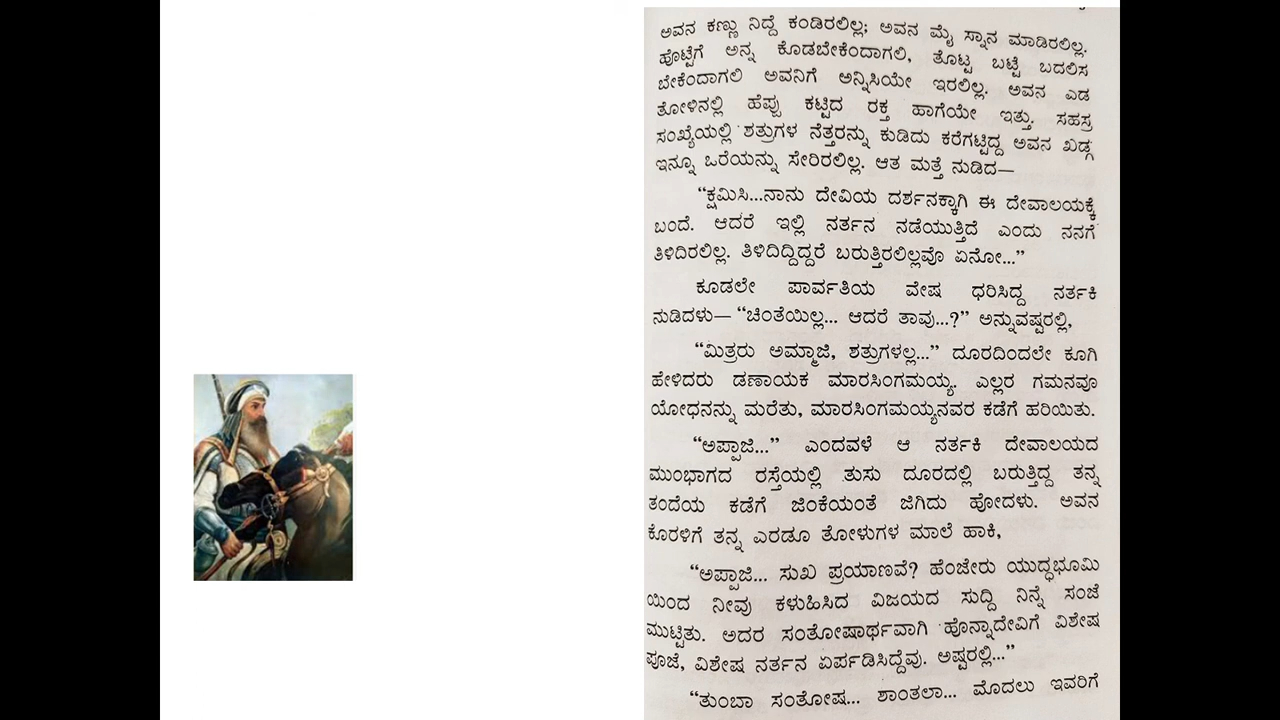 ಅವನ ಕಣ್ಣು ನಿದ್ದೆ ಕಂಡಿರಲಿಲ್ಲ; ಅವನ ಮೈ ಸ್ನಾನ ಮಾಡಿರಲಿಲ್ಲ.
ಹೊಟ್ಟೆಗೆ ಅನ್ನ ಕೊಡಬೇಕೆಂದಾಗಲಿ, ತೊಟ್ಟ ಬಟ್ಟೆ ಬದಲಿಸ
ಬೇಕೆಂದಾಗಲಿ ಅವನಿಗೆ ಅನ್ನಿಸಿಯೇ ಇರಲಿಲ್ಲ. ಅವನ ಎಡ
ತೋಳಿನಲ್ಲಿ ಹೆಪ್ಪು ಕಟ್ಟಿದ ರಕ್ತ ಹಾಗೆಯೇ ಇತ್ತು. ಸಹಸ್ರ
ಸಂಖ್ಯೆಯಲ್ಲಿ ಶತ್ರುಗಳ ನೆತ್ತರನ್ನು ಕುಡಿದು ಕರೆಗಟ್ಟಿದ್ದ ಅವನ ಖಡ್ಗ
ಇನ್ನೂ ಒರೆಯನ್ನು ಸೇರಿರಲಿಲ್ಲ. ಆತ ಮತ್ತೆ ನುಡಿದ—
“ಕ್ಷಮಿಸಿ...ನಾನು ದೇವಿಯ ದರ್ಶನಕ್ಕಾಗಿ ಈ ದೇವಾಲಯಕ್ಕೆ
ಬಂದೆ. ಆದರೆ ಇಲ್ಲಿ ನರ್ತನ ನಡೆಯುತ್ತಿದೆ ಎಂದು ನನಗೆ
ತಿಳಿದಿರಲಿಲ್ಲ. ತಿಳಿದಿದ್ದಿದ್ದರೆ ಬರುತ್ತಿರಲಿಲ್ಲವೊ ಏನೋ...”
ಕೂಡಲೇ ಪಾರ್ವತಿಯ ವೇಷ ಧರಿಸಿದ್ದ ನರ್ತಕಿ
ನುಡಿದಳು— “ಚಿಂತೆಯಿಲ್ಲ... ಆದರೆ ತಾವು...?” ಅನ್ನುವಷ್ಟರಲ್ಲಿ,
“ಮಿತ್ರರು ಅಮ್ಮಾಜಿ, ಶತ್ರುಗಳಲ್ಲ...” ದೂರದಿಂದಲೇ ಕೂಗಿ
ಹೇಳಿದರು ಡಣಾಯಕ ಮಾರಸಿಂಗಮಯ್ಯ. ಎಲ್ಲರ ಗಮನವೂ
ಯೋಧನನ್ನು ಮರೆತು, ಮಾರಸಿಂಗಮಯ್ಯನವರ ಕಡೆಗೆ ಹರಿಯಿತು.
“ಅಪ್ಪಾಜಿ...” ಎಂದವಳೆ ಆ ನರ್ತಕಿ ದೇವಾಲಯದ
ಮುಂಭಾಗದ ರಸ್ತೆಯಲ್ಲಿ ತುಸು ದೂರದಲ್ಲಿ ಬರುತ್ತಿದ್ದ ತನ್ನ
ತಂದೆಯ ಕಡೆಗೆ ಜಿಂಕೆಯಂತೆ ಜಿಗಿದು ಹೋದಳು. ಅವನ
ಕೊರಳಿಗೆ ತನ್ನ ಎರಡೂ ತೋಳುಗಳ ಮಾಲೆ ಹಾಕಿ,
“ಅಪ್ಪಾಜಿ... ಸುಖ ಪ್ರಯಾಣವೆ? ಹೆಂಜೇರು ಯುದ್ಧಭೂಮಿ
ಯಿಂದ ನೀವು ಕಳುಹಿಸಿದ ವಿಜಯದ ಸುದ್ದಿ ನಿನ್ನೆ ಸಂಜೆ
ಮುಟ್ಟಿತು. ಅದರ ಸಂತೋಷಾರ್ಥವಾಗಿ ಹೊನ್ನಾದೇವಿಗೆ ವಿಶೇಷ
ಪೂಜೆ, ವಿಶೇಷ ನರ್ತನ ಏರ್ಪಡಿಸಿದ್ದೆವು. ಅಷ್ಟರಲ್ಲಿ...”
“ತುಂಬಾ ಸಂತೋಷ... ಶಾಂತಲಾ... ಮೊದಲು ಇವರಿಗೆ